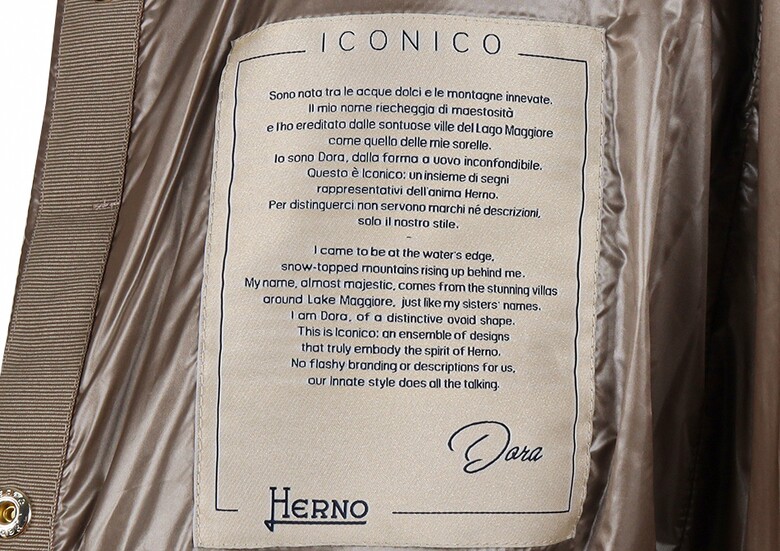 ICONICO
Sono nata tra le acque dolci e le montagne innevate.
Il mio nome riecheggia di maestosità
e l'ho ereditato dalle sontuose ville del Lago Maggiore
come quello delle mie sorelle.
Io sono Dora, dalla forma a uovo inconfondibile.
Questo è Iconico: un insieme di segni
rappresentativi dell'anima Herno.
Per distinguerci non servono marchi né descrizioni,
solo il nostro stile.
-
I came to be at the water's edge,
snow-topped mountains rising up behind me.
My name, almost majestic, comes from the stunning villas
around Lake Maggiore, just like my sisters' names.
I am Dora, of a distinctive ovoid shape.
This is Iconico: an ensemble of designs
that truly embody the spirit of Herno.
No flashy branding or descriptions for us,
our innate style does all the talking.
Dora
HERNO